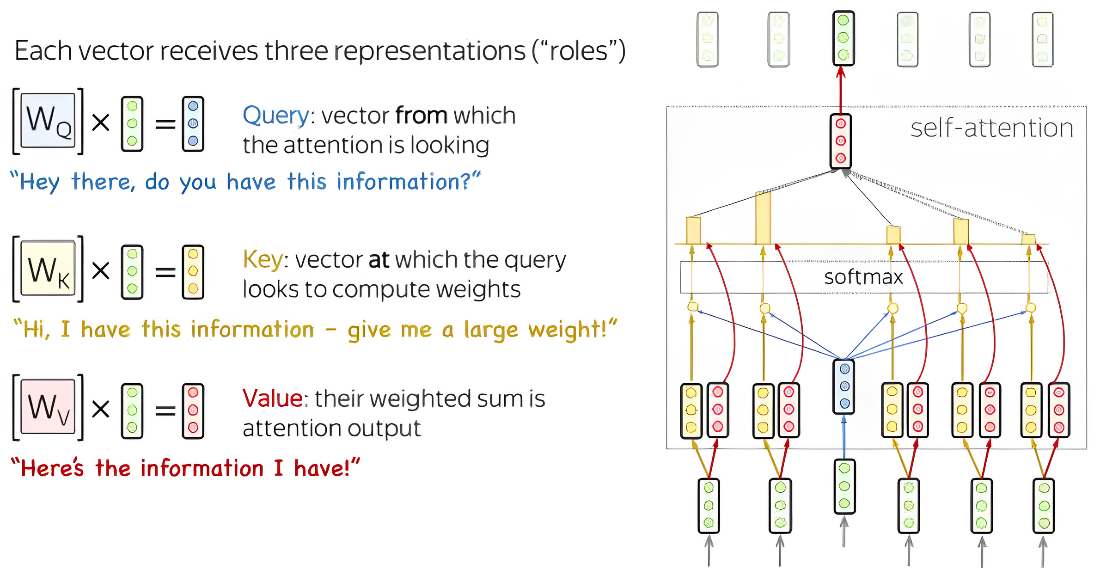 Each vector receives three representations (“roles”)
[W_Q] × =
Query: vector from which
the attention is looking
“Hey there, do you have this information?”
[W_K] × =
Key: vector at which the query
looks to compute weights
“Hi, I have this information – give me a large weight!”
[W_V] × =
Value: their weighted sum is
attention output
“Here’s the information I have!”
self-attention
softmax